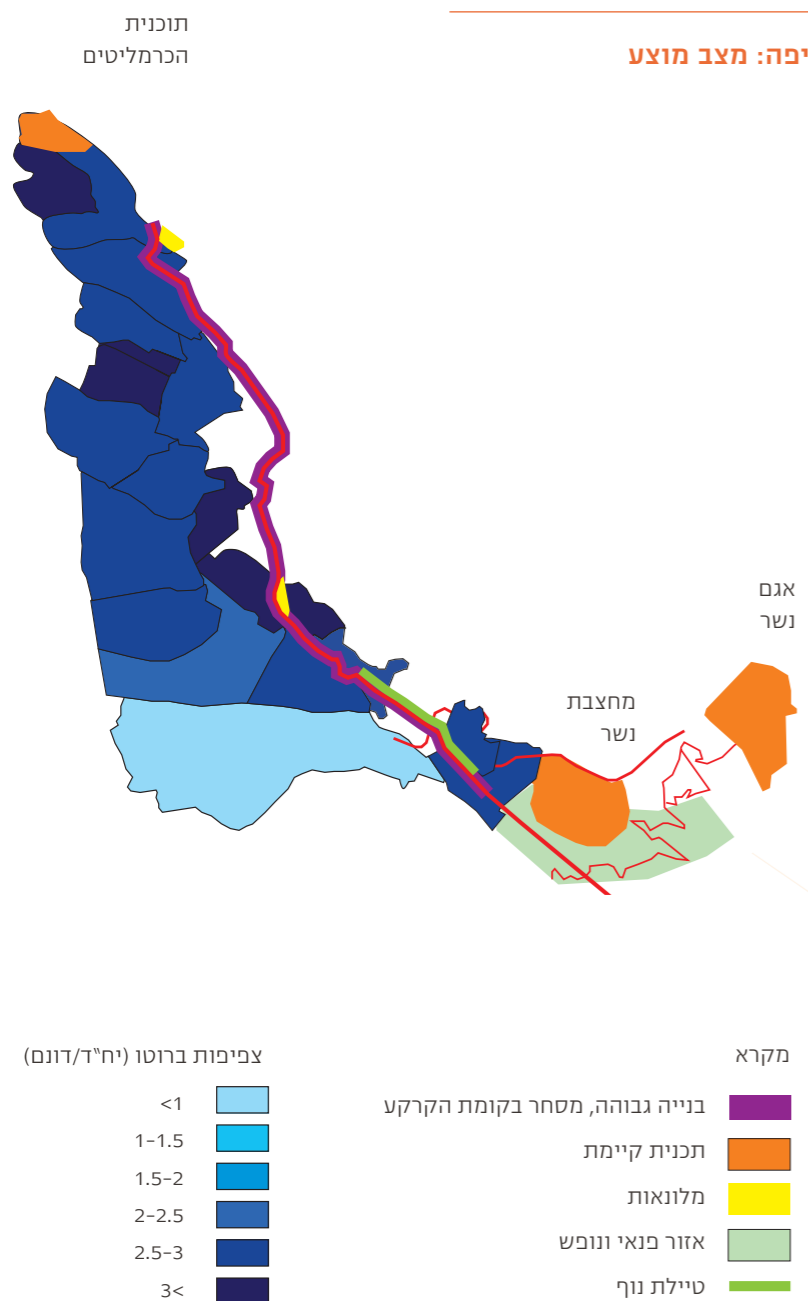 תוכנית
הכרמליטים
יפה: מצב מוצע
אגם
נשר
מחצבת
נשר
מקרא
בנייה גבוהה, מסחר בקומת הקרקע
תכנית קיימת
מלונאות
אזור פנאי ונופש
טיילת נוף
צפיפות ברוטו (יח"ד/דונם)
<1
1-1.5
1.5-2
2-2.5
2.5-3
3>